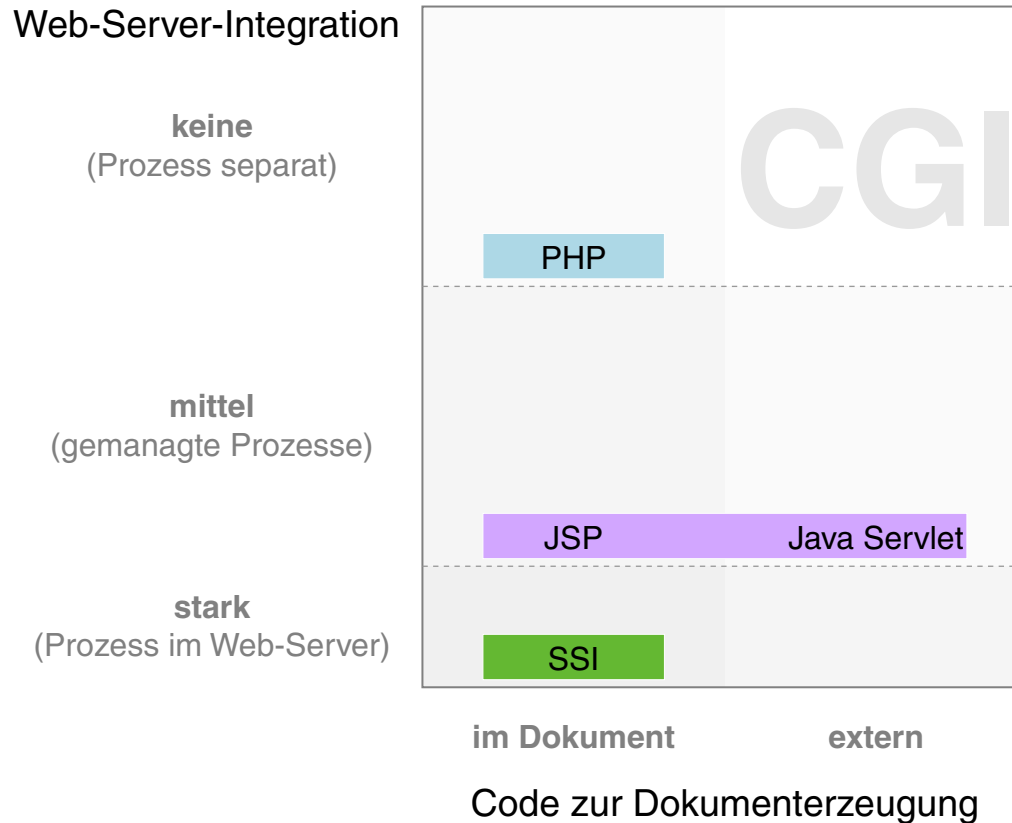 Web-Server-Integration
keine
(Prozess separat)
CGI
PHP
mittel
(gemanagte Prozesse)
JSP
Java Servlet
stark
(Prozess im Web-Server)
SSI
im Dokument
extern
Code zur Dokumenterzeugung